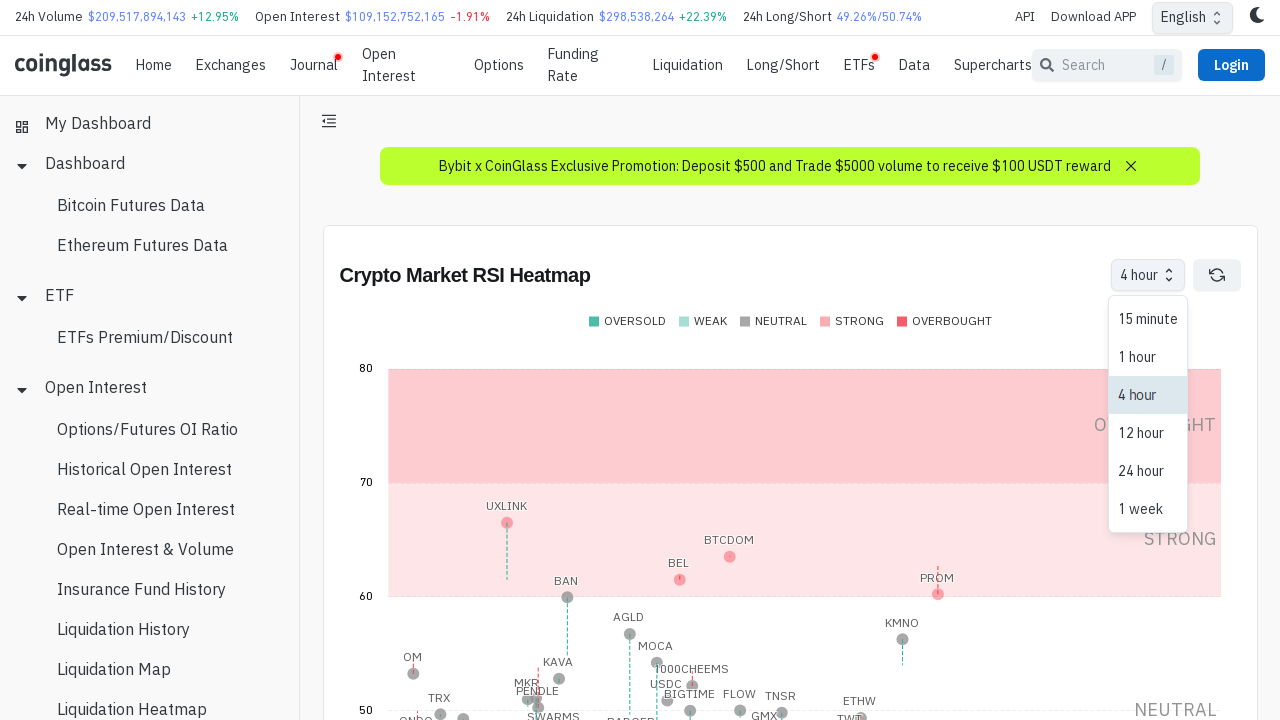 24h Volume $209,517,894,143 +12.95% Open Interest $109,152,752,165 -1.91% 24h Liquidation $298,538,264 +22.39% 24h Long/Short 49.26%/50.74% API Download APP English
coinglass Home Exchanges Journal Open Interest Options Funding Rate Liquidation Long/Short ETFs Data Supercharts Search / Login
My Dashboard
Dashboard
Bitcoin Futures Data
Ethereum Futures Data
ETF
ETFs Premium/Discount
Open Interest
Options/Futures OI Ratio
Historical Open Interest
Real-time Open Interest
Open Interest & Volume
Insurance Fund History
Liquidation History
Liquidation Map
Liquidation Heatmap
Bybit x CoinGlass Exclusive Promotion: Deposit $500 and Trade $5000 volume to receive $100 USDT reward
Crypto Market RSI Heatmap
4 hour
15 minute
1 hour
4 hour
12 hour
24 hour
1 week
OVERSOLD WEAK NEUTRAL STRONG OVERBOUGHT
80
70
UXLINK
STRONG
BTCDOM
BEL
BAN
PROM
60
AGLD
KMNO
MOCA
OM
KAVA
1000CHEEMS
MKR
USDC
PENDLE
BIGTIME
FLOW
TNSR
TRX
ETHW
50
NEUTRAL
SWARMS
GMX